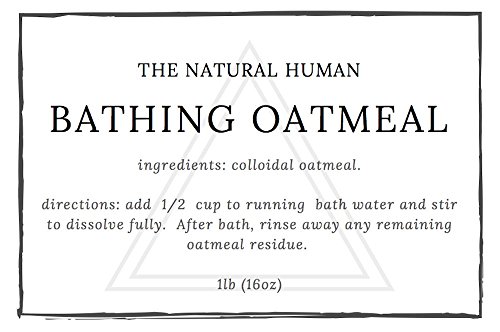 THE NATURAL HUMAN
BATHING OATMEAL
ingredients: colloidal oatmeal.
directions: add 1/2 cup to running bath water and stir
to dissolve fully. After bath, rinse away any remaining
oatmeal residue.
1lb (16oz)